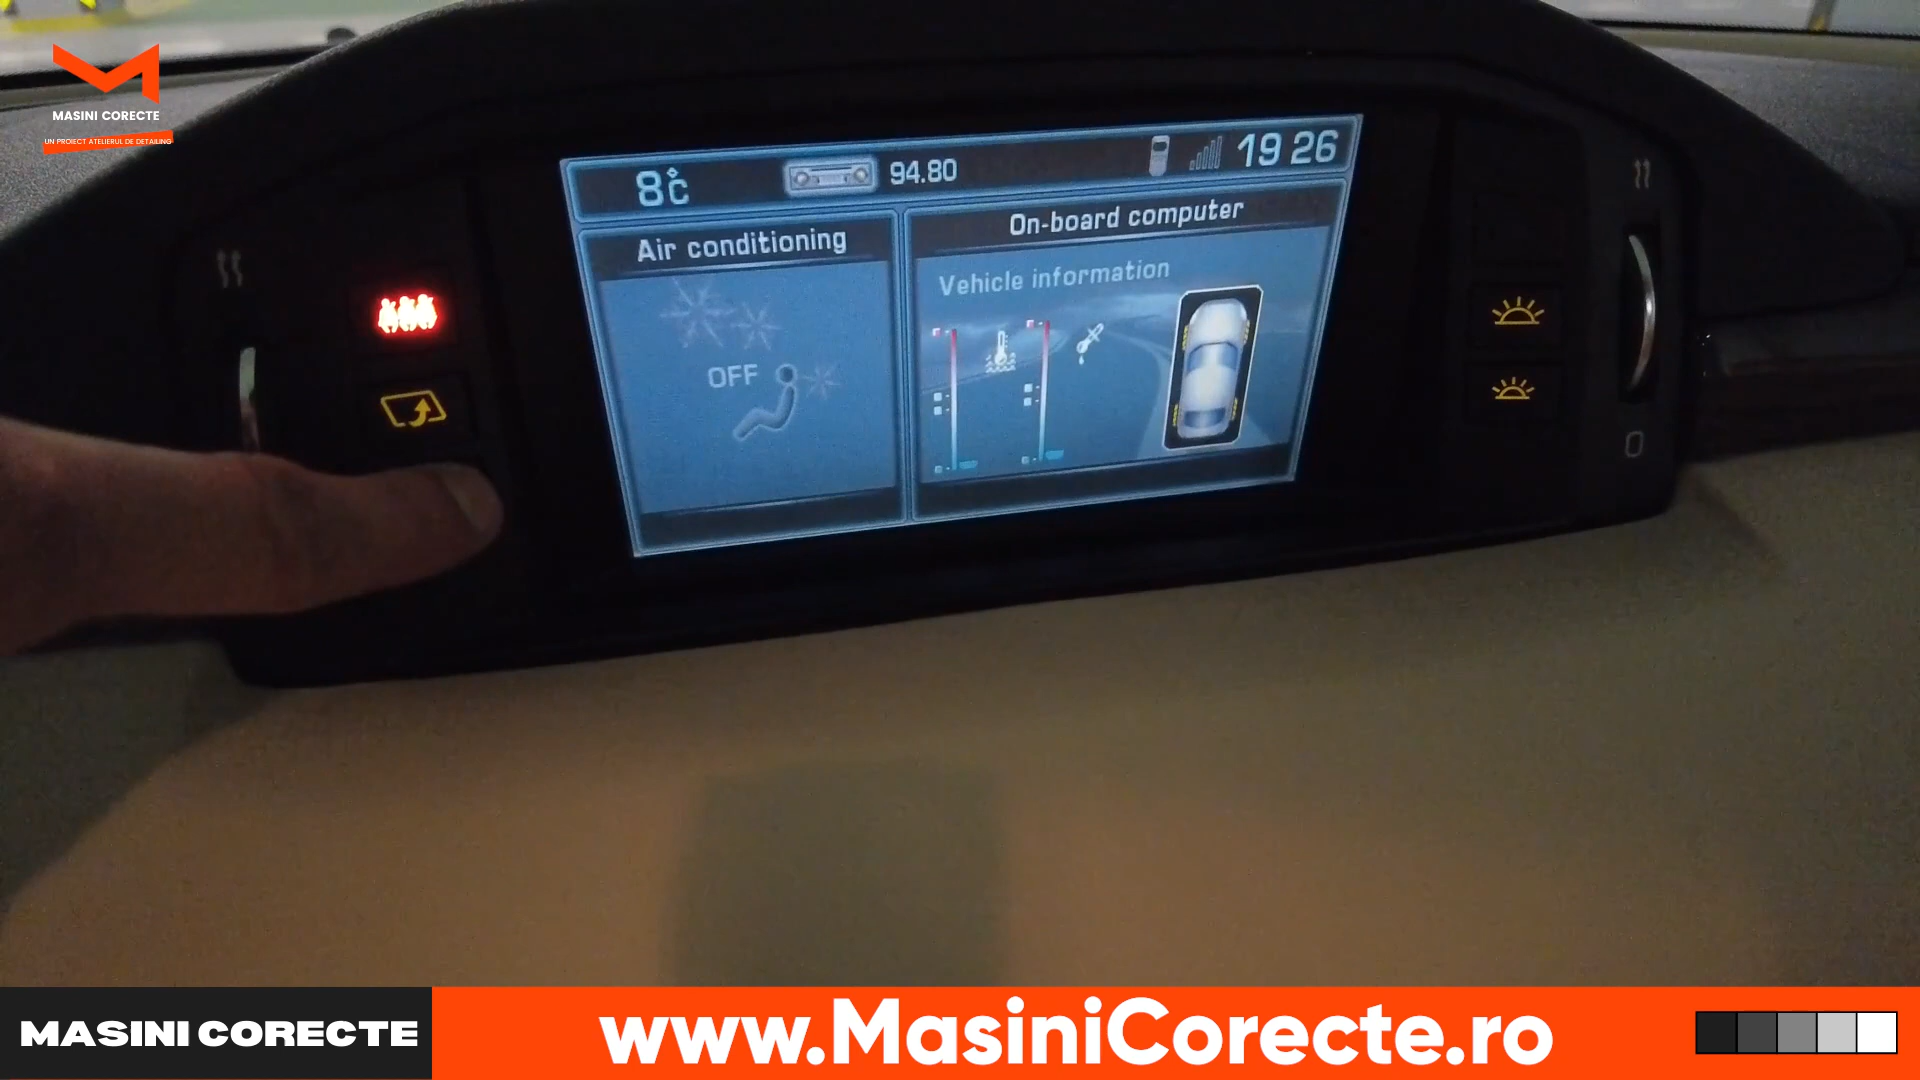 MASINI CORECTE
UN PROIECT ATELIERUL DE DETAILING
8°C
94.80
19 26
Air conditioning
On-board computer
Vehicle information
OFF
0
MASINI CORECTE
www.MasiniCorecte.ro